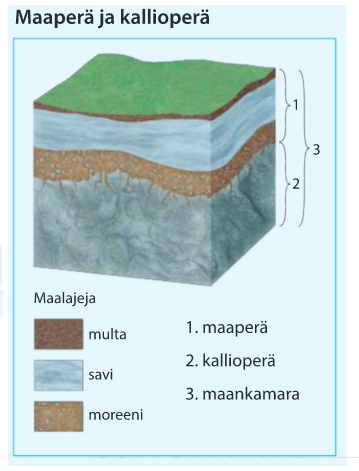 Maaperä ja kallioperä
1
3
2
Maalajeja
multa
savi
moreeni
1. maaperä
2. kallioperä
3. maankamara